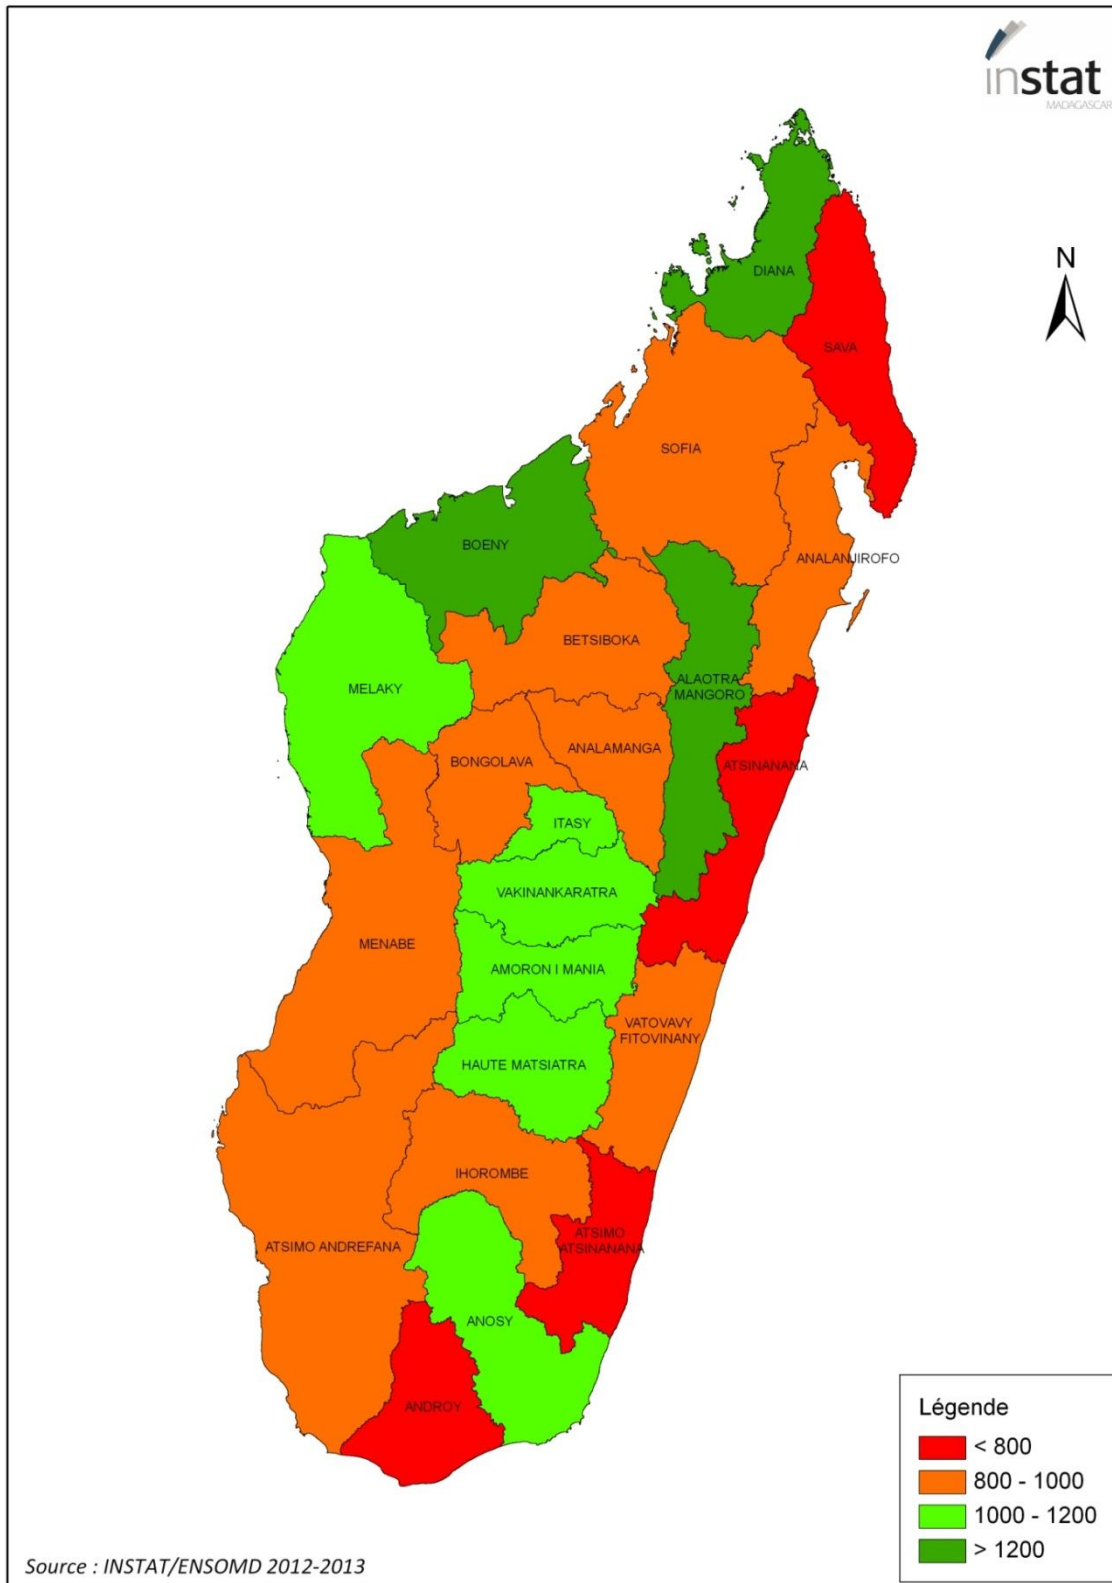 instat
MADAGASCAR
N
DIANA
SAVA
SOFIA
BOENY
ANALANJIROFO
BETSIBOKA
MELAKY
ALAOTRA
MANGORO
ANALAMANGA
BONGOLAVA
ATSINANANA
ITASY
VAKINANKARATRA
MENABE
AMORON I MANIA
VATOVAVY
FITOVINANY
HAUTE MATSIATRA
IHOROMBE
ATSIMO
ATSINANANA
ATSIMO ANDREFANA
ANOSY
ANDROY
Légende
< 800
800 - 1000
1000 - 1200
> 1200
Source : INSTAT/ENSOMD 2012-2013